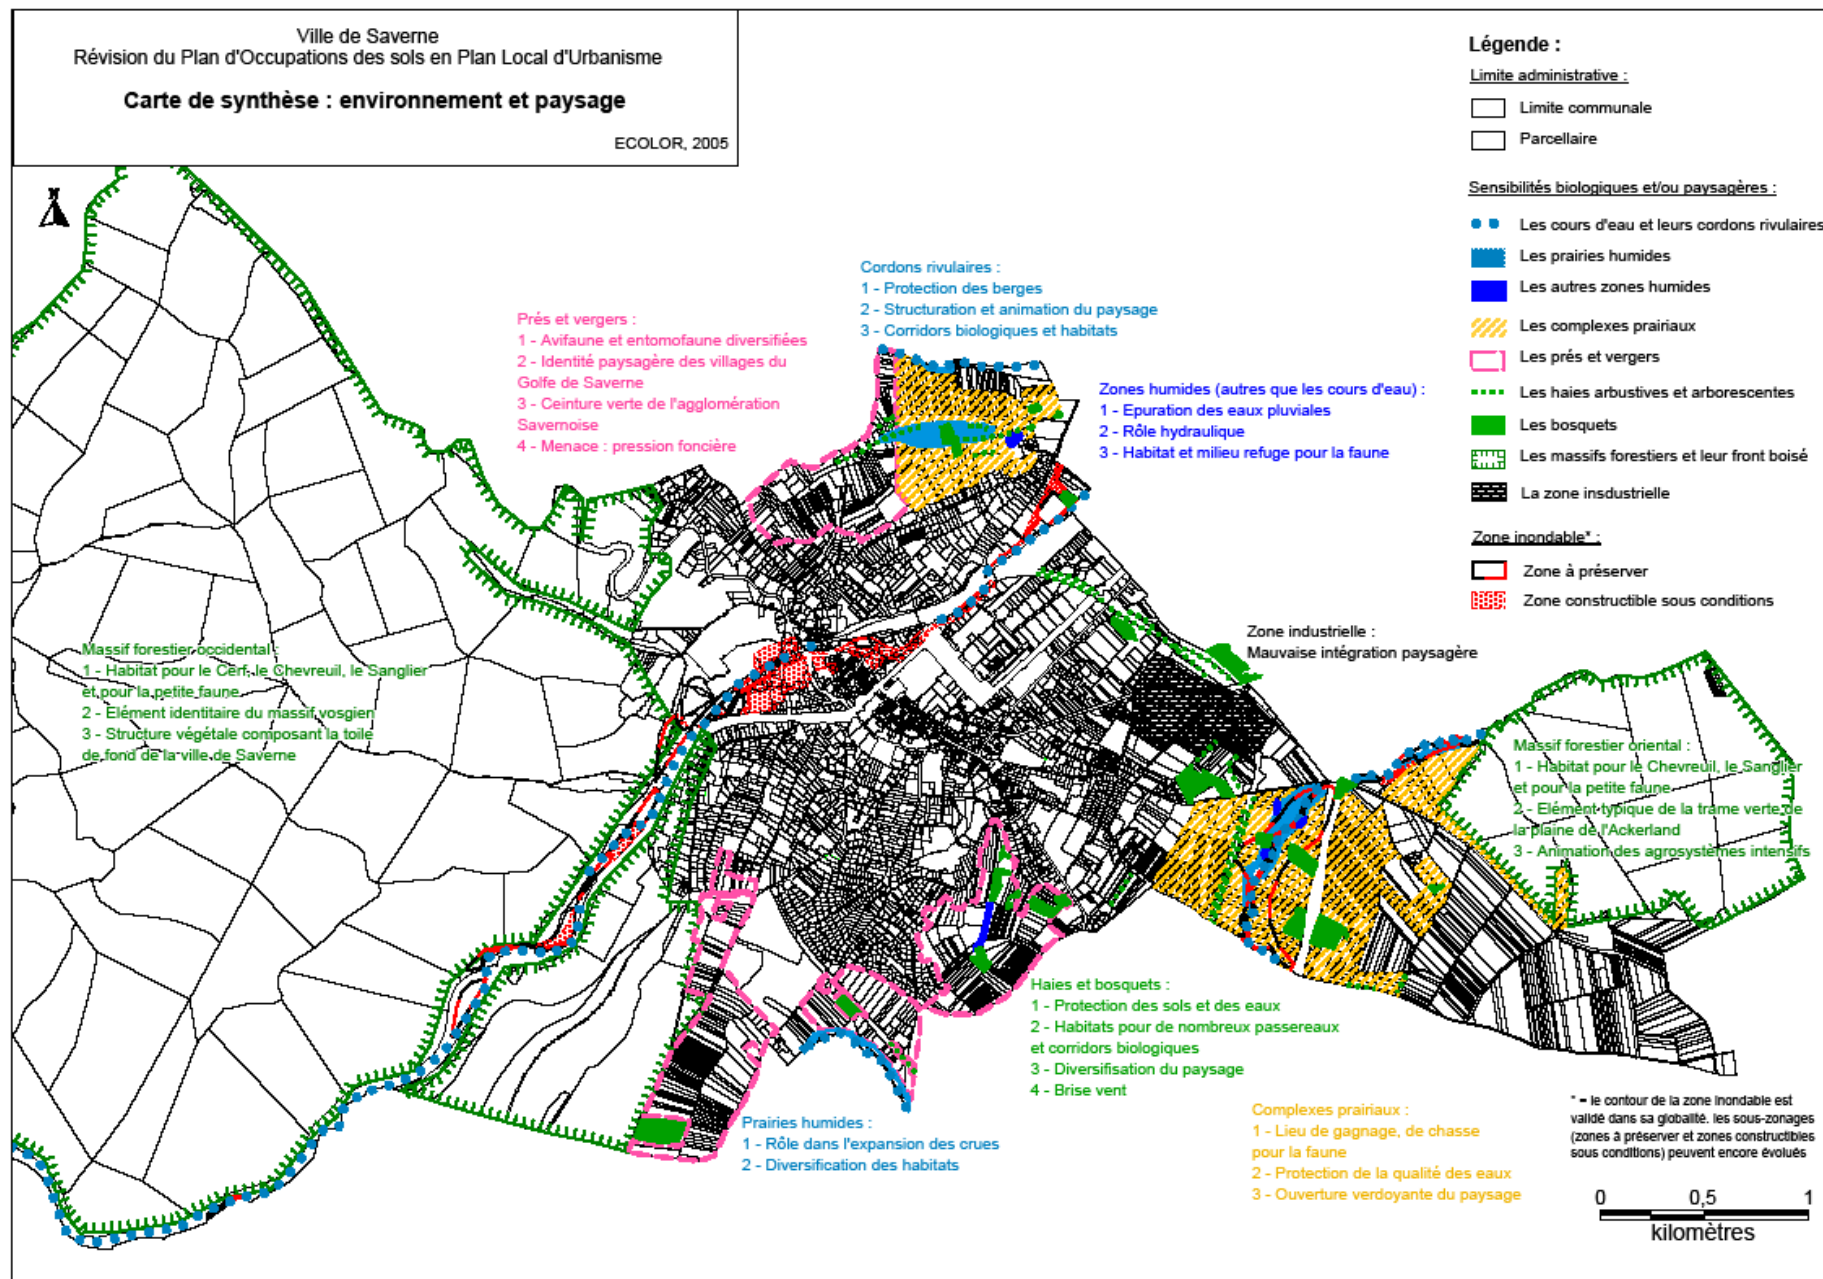 Ville de Saverne
Révision du Plan d'Occupations des sols en Plan Local d'Urbanisme
Carte de synthèse : environnement et paysage
ECOLOR, 2005
N
Légende :
Limite administrative :
Limite communale
Parcellaire
Sensibilités biologiques et/ou paysagères :
Les cours d'eau et leurs cordons rivulaires
Les prairies humides
Les autres zones humides
Les complexes prairiaux
Les prés et vergers
Les haies arbustives et arborescentes
Les bosquets
Les massifs forestiers et leur front boisé
La zone insdustrielle
Zone inondable* :
Zone à préserver
Zone constructible sous conditions
Cordons rivulaires :
1 - Protection des berges
2 - Structuration et animation du paysage
3 - Corridors biologiques et habitats
Prés et vergers :
1 - Avifaune et entomofaune diversifiées
2 - Identité paysagère des villages du
Golfe de Saverne
3 - Ceinture verte de l'agglomération
Savernoise
4 - Menace : pression foncière
Zones humides (autres que les cours d'eau) :
1 - Epuration des eaux pluviales
2 - Rôle hydraulique
3 - Habitat et milieu refuge pour la faune
Massif forestier occidental :
1 - Habitat pour le Cerf, le Chevreuil, le Sanglier
et pour la petite faune
2 - Elément identitaire du massif vosgien
3 - Structure végétale composant la toile
de fond de la ville de Saverne
Zone industrielle :
Mauvaise intégration paysagère
Massif forestier oriental :
1 - Habitat pour le Chevreuil, le Sanglier
et pour la petite faune
2 - Elément typique de la trame verte de
la plaine de l'Ackerland
3 - Animation des agrosystèmes intensifs
Haies et bosquets :
1 - Protection des sols et des eaux
2 - Habitats pour de nombreux passereaux
et corridors biologiques
3 - Diversifisation du paysage
4 - Brise vent
Prairies humides :
1 - Rôle dans l'expansion des crues
2 - Diversification des habitats
Complexes prairiaux :
1 - Lieu de gagnage, de chasse
pour la faune
2 - Protection de la qualité des eaux
3 - Ouverture verdoyante du paysage
* = le contour de la zone inondable est
validé dans sa globalité. les sous-zonages
(zones à préserver et zones constructibles
sous conditions) peuvent encore évolués
0 0,5 1
kilomètres